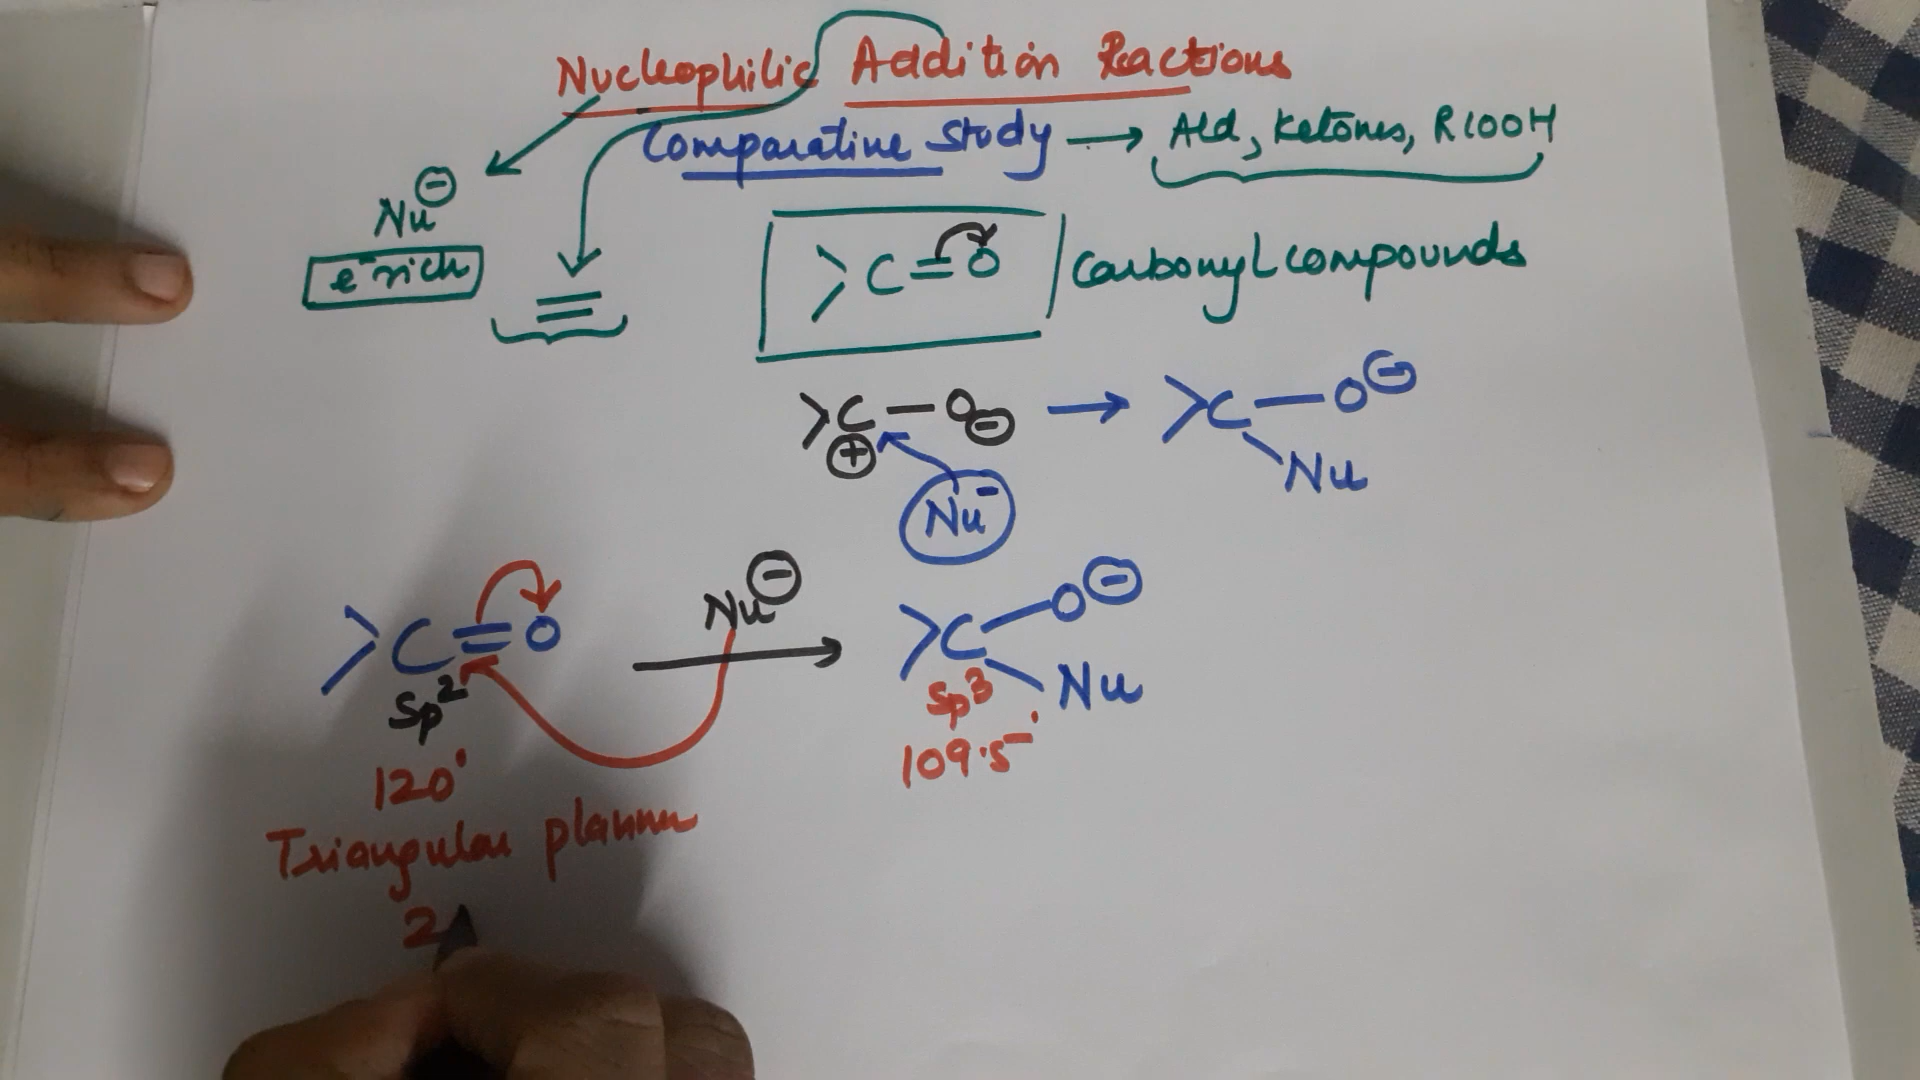 Nucleophilic Addition Reactions
Comparative Study → Ald, Ketones, RCOOH
Nu⊖
e⁻ rich
>C=O
Carbonyl compounds
>C—O⊖ → >C—O⊖
⊕
Nu⁻
Nu
>C=O Nu⊖ → >C—O⊖
Nu
Sp²
Sp³
120°
109.5°
Triangular planar
2